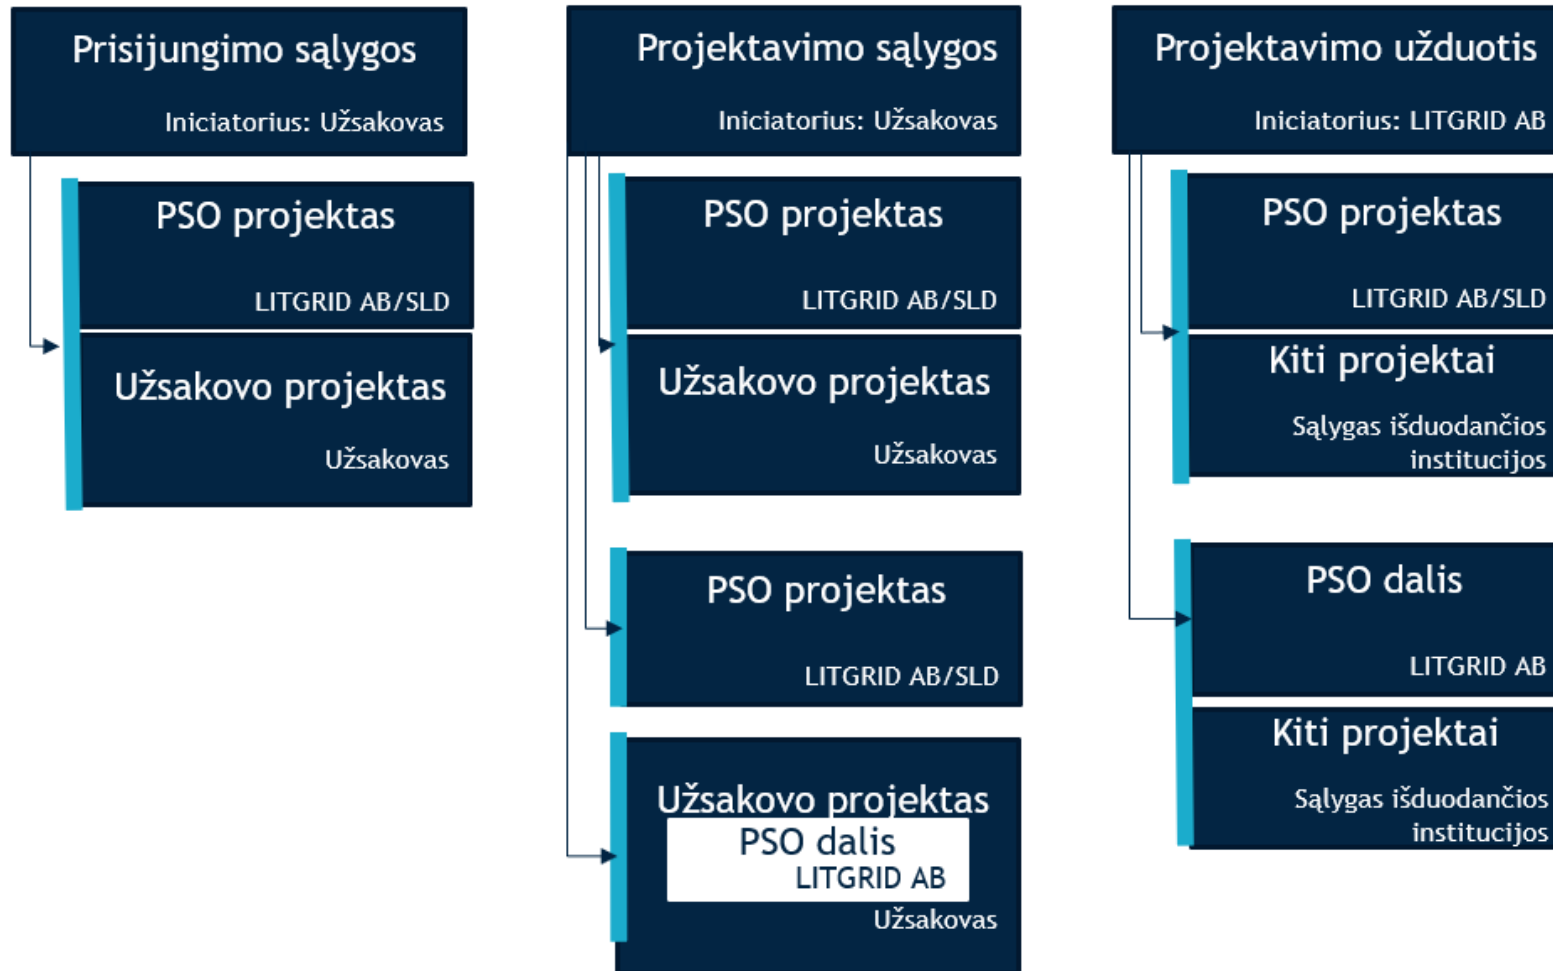 Prisijungimo sąlygos
Iniciatorius: Užsakovas
PSO projektas
LITGRID AB/SLD
Užsakovo projektas
Užsakovas
Projektavimo sąlygos
Iniciatorius: Užsakovas
PSO projektas
LITGRID AB/SLD
Užsakovo projektas
Užsakovas
PSO projektas
LITGRID AB/SLD
Užsakovo projektas
PSO dalis
LITGRID AB
Užsakovas
Projektavimo užduotis
Iniciatorius: LITGRID AB
PSO projektas
LITGRID AB/SLD
Kiti projektai
Sąlygas išduodančios
institucijos
PSO dalis
LITGRID AB
Kiti projektai
Sąlygas išduodančios
institucijos